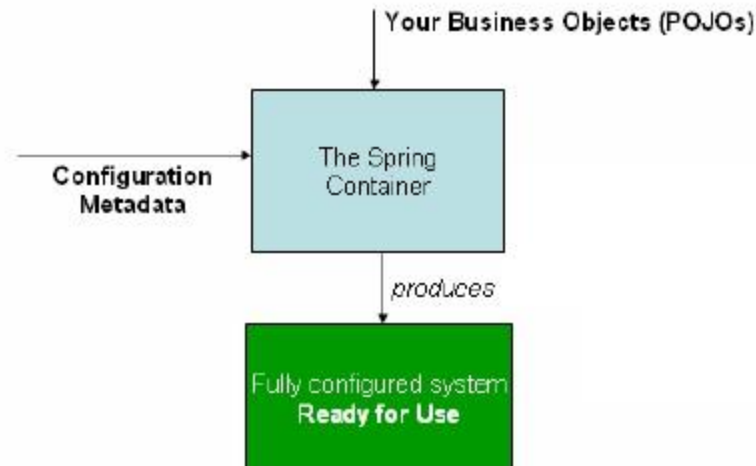 Your Business Objects (POJOs)
The Spring
Container
Configuration
Metadata
produces
Fully configured system
Ready for Use